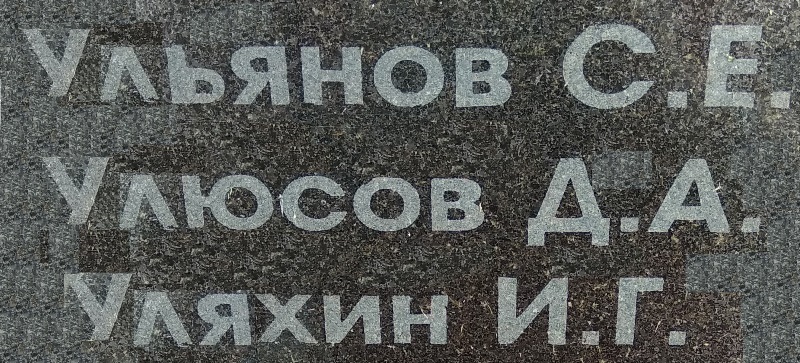 Ульянов С.Е.
Улюсов Д.А.
Уляхин И.Г.